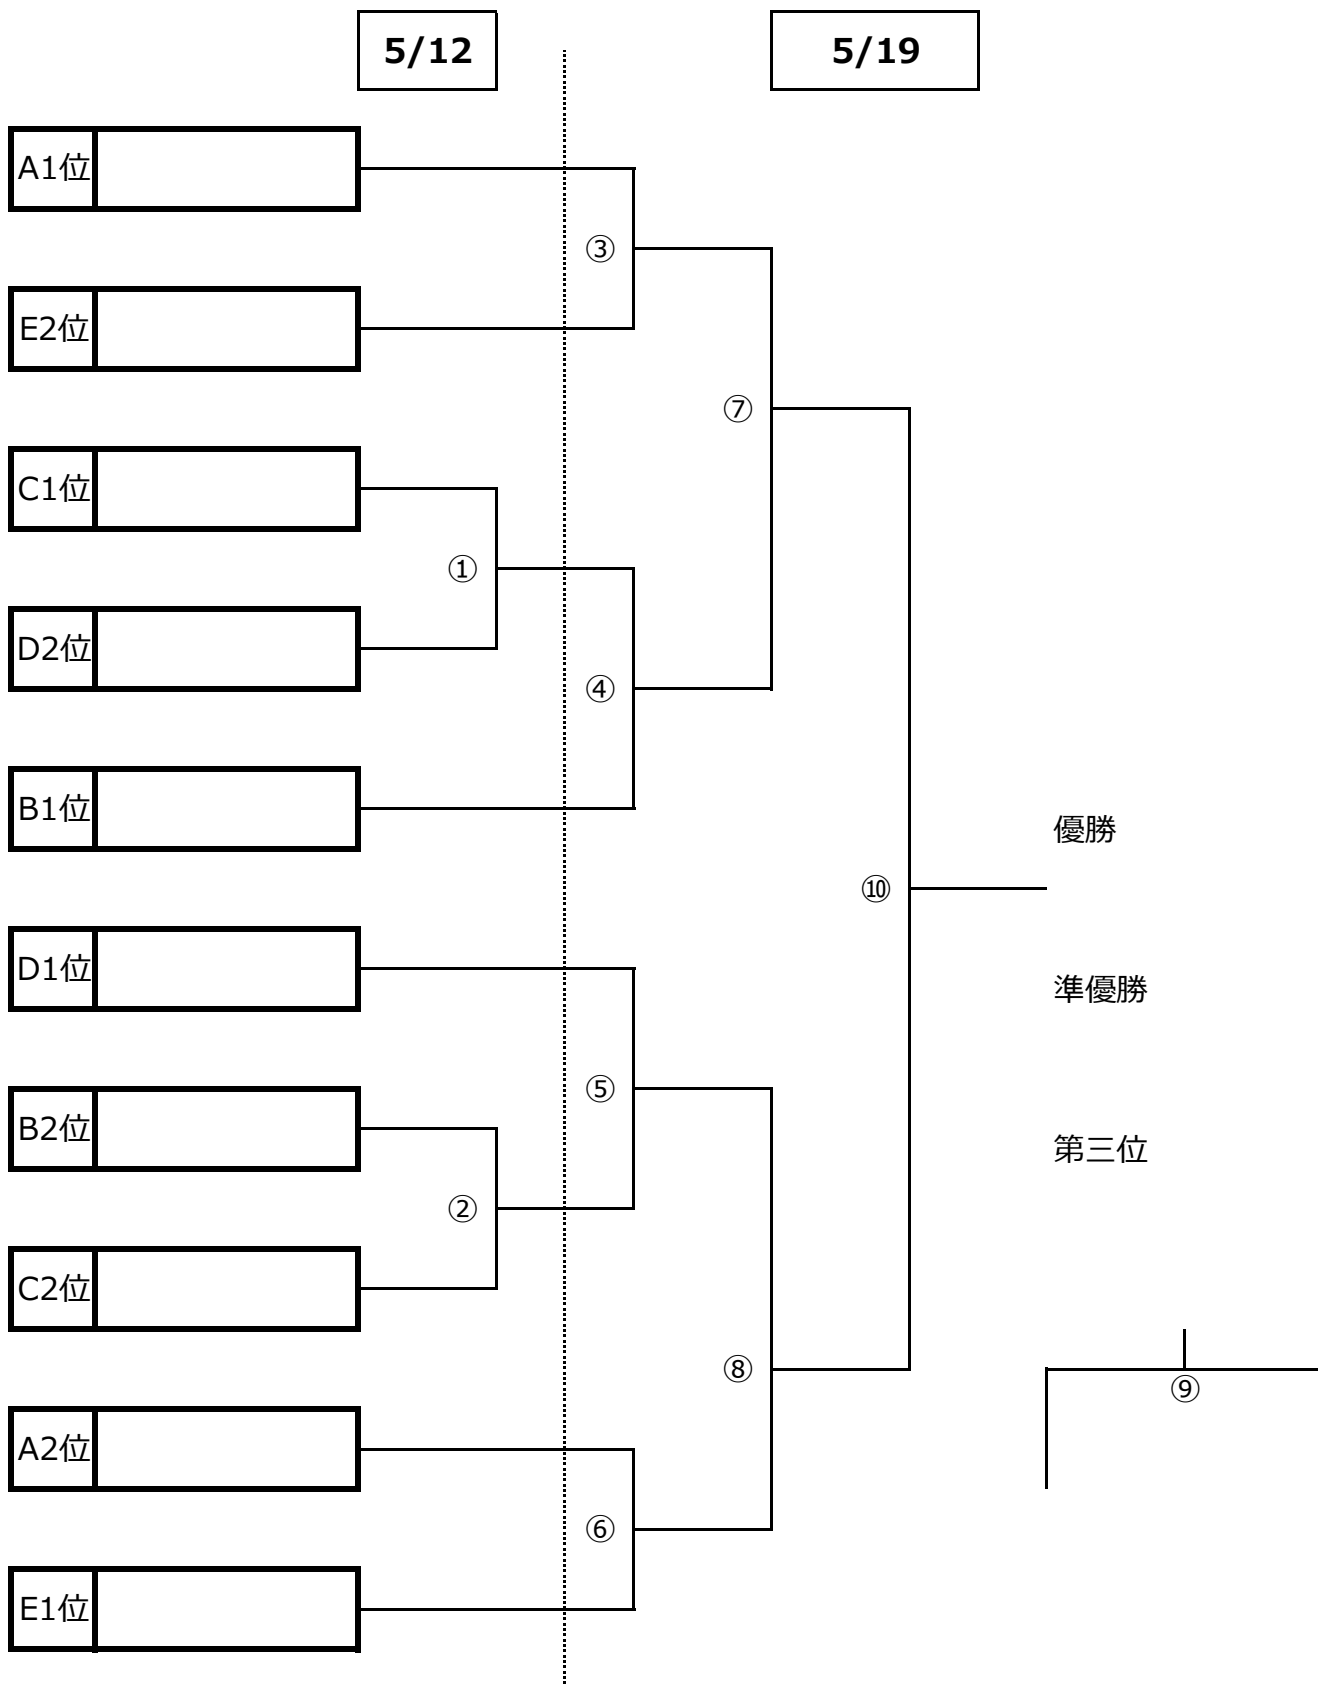 5/12
5/19
A1位
③
E2位
⑦
C1位
①
D2位
④
B1位
優勝
⑩
D1位
準優勝
⑤
B2位
第三位
②
C2位
⑧
⑨
A2位
⑥
E1位